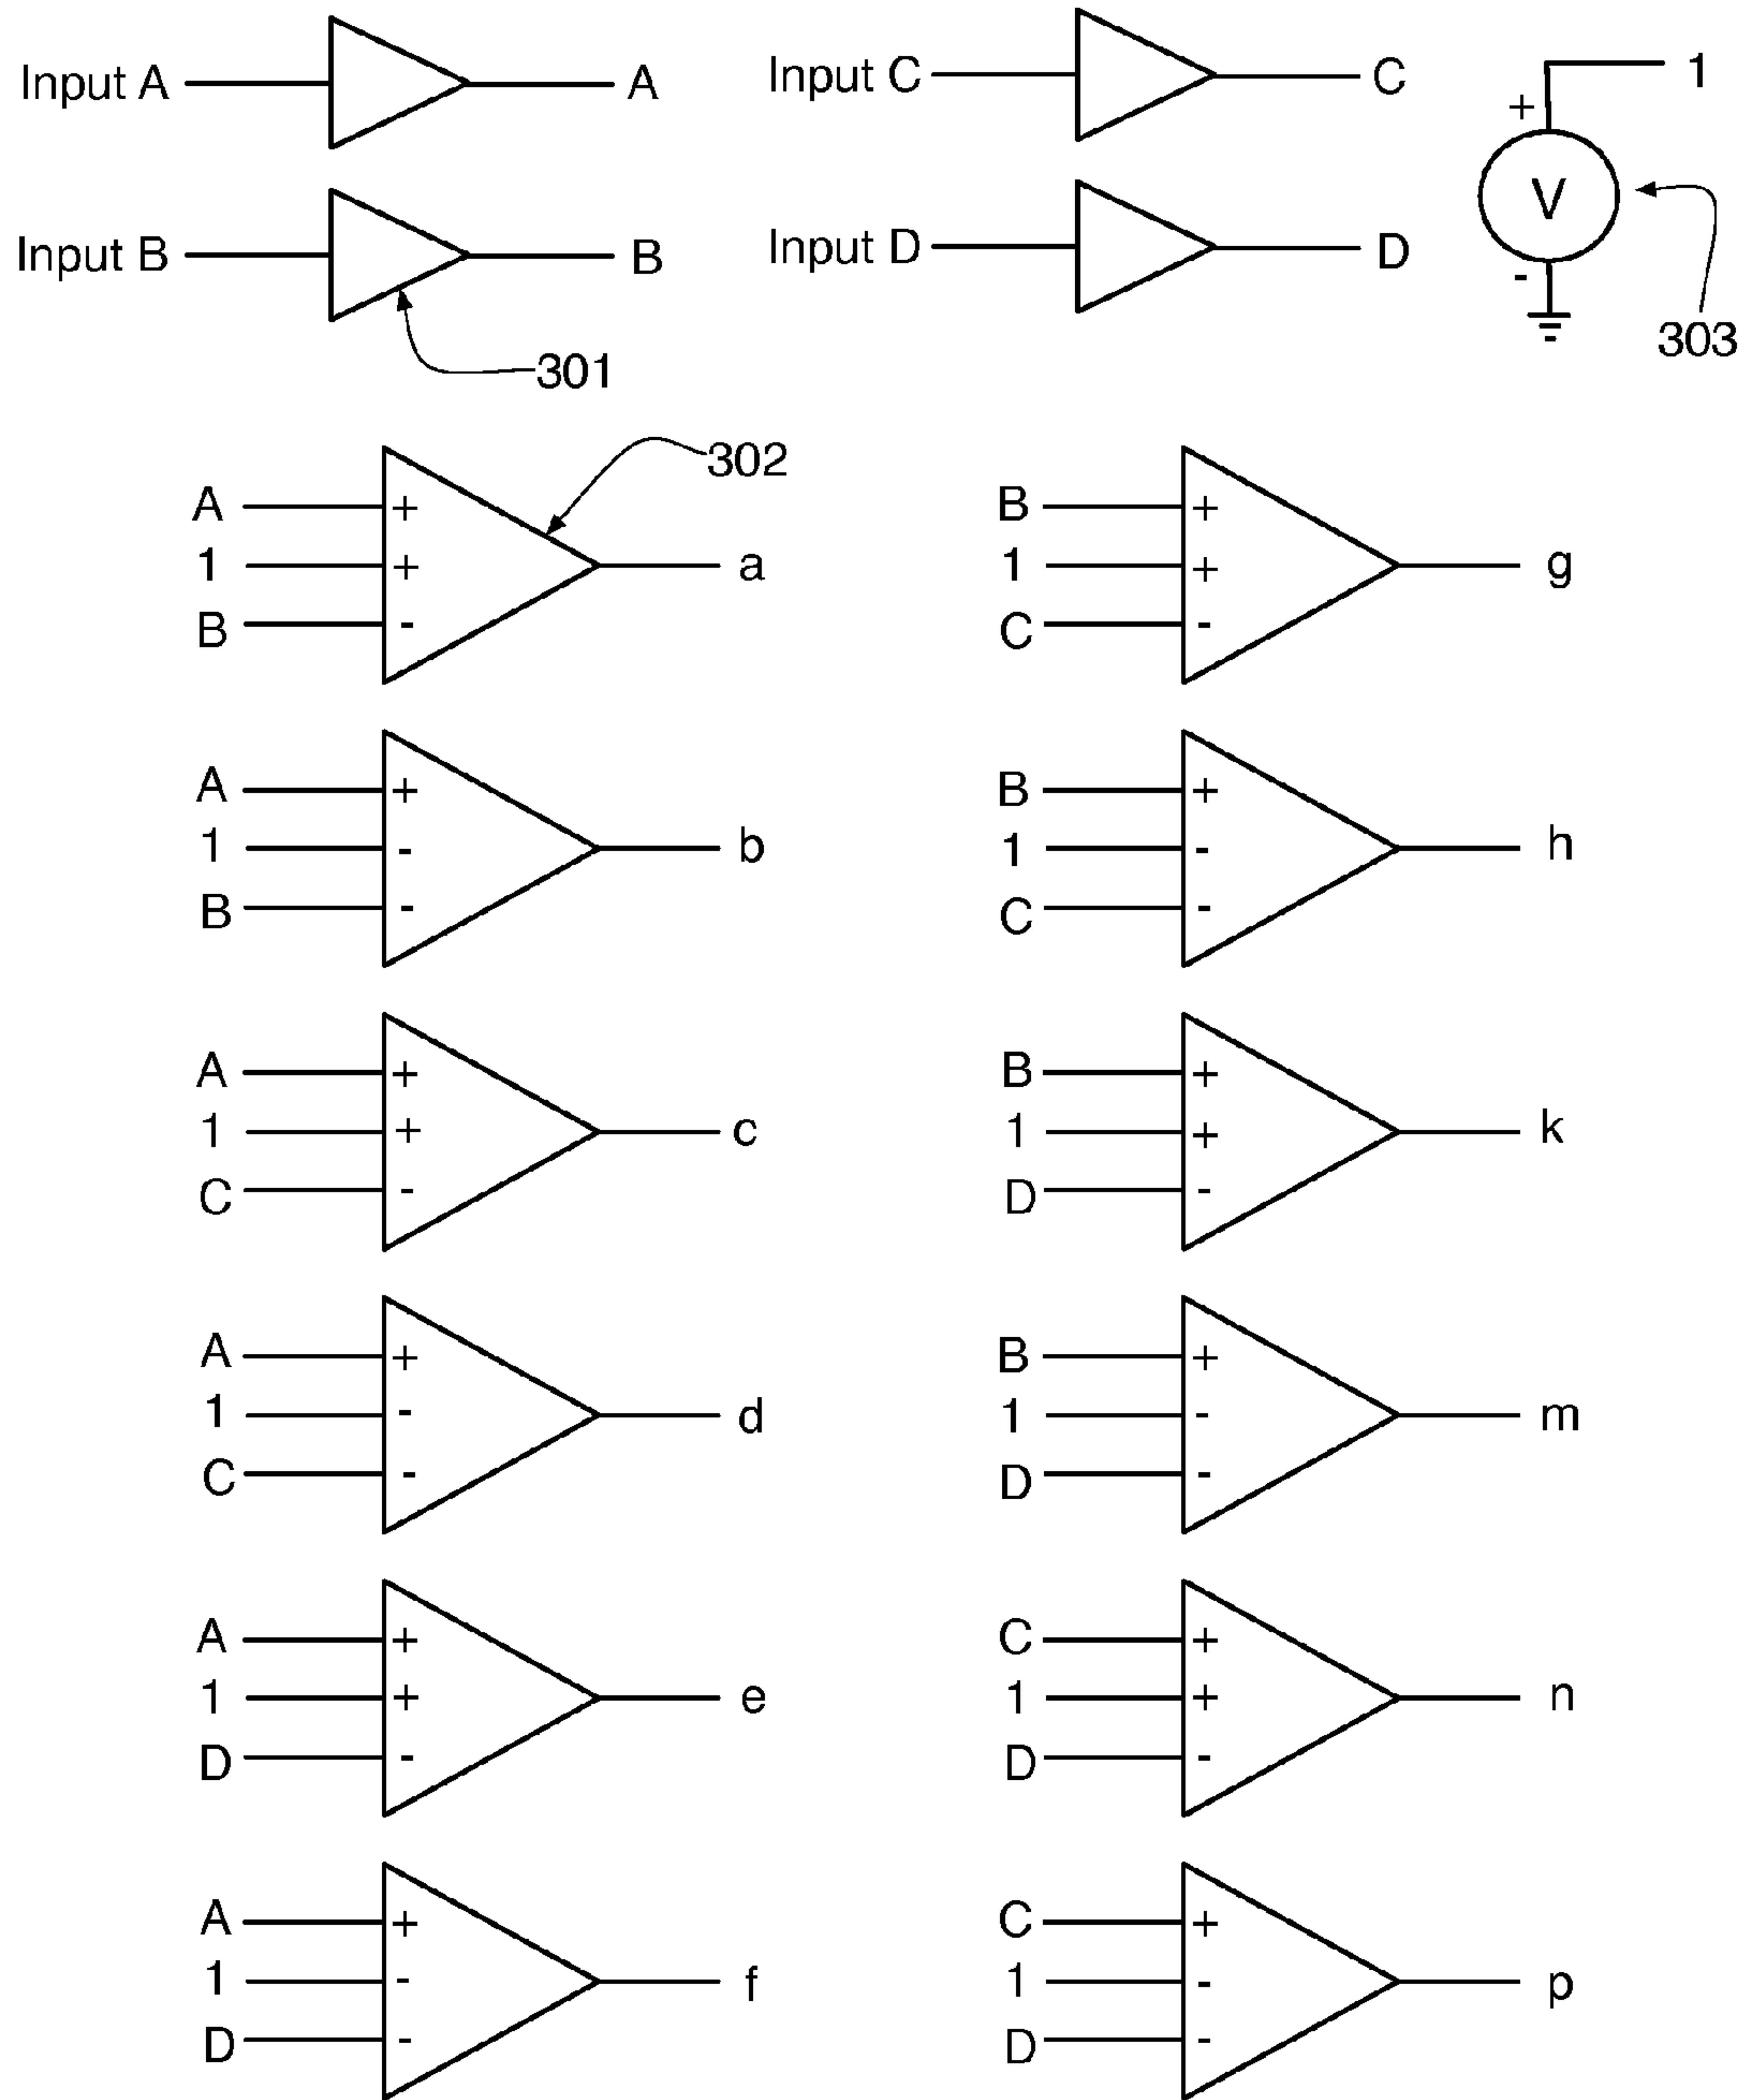 Input A A Input C C 1
+
V
Input B B Input D D
-
301 303
302
A + B +
1 + a 1 + g
B - C -
A + B +
1 - b 1 - h
B - C -
A + B +
1 + c 1 + k
C - D -
A + B +
1 - d 1 - m
C - D -
A + C +
1 + e 1 + n
D - D -
A + C +
1 - f 1 - p
D - D -